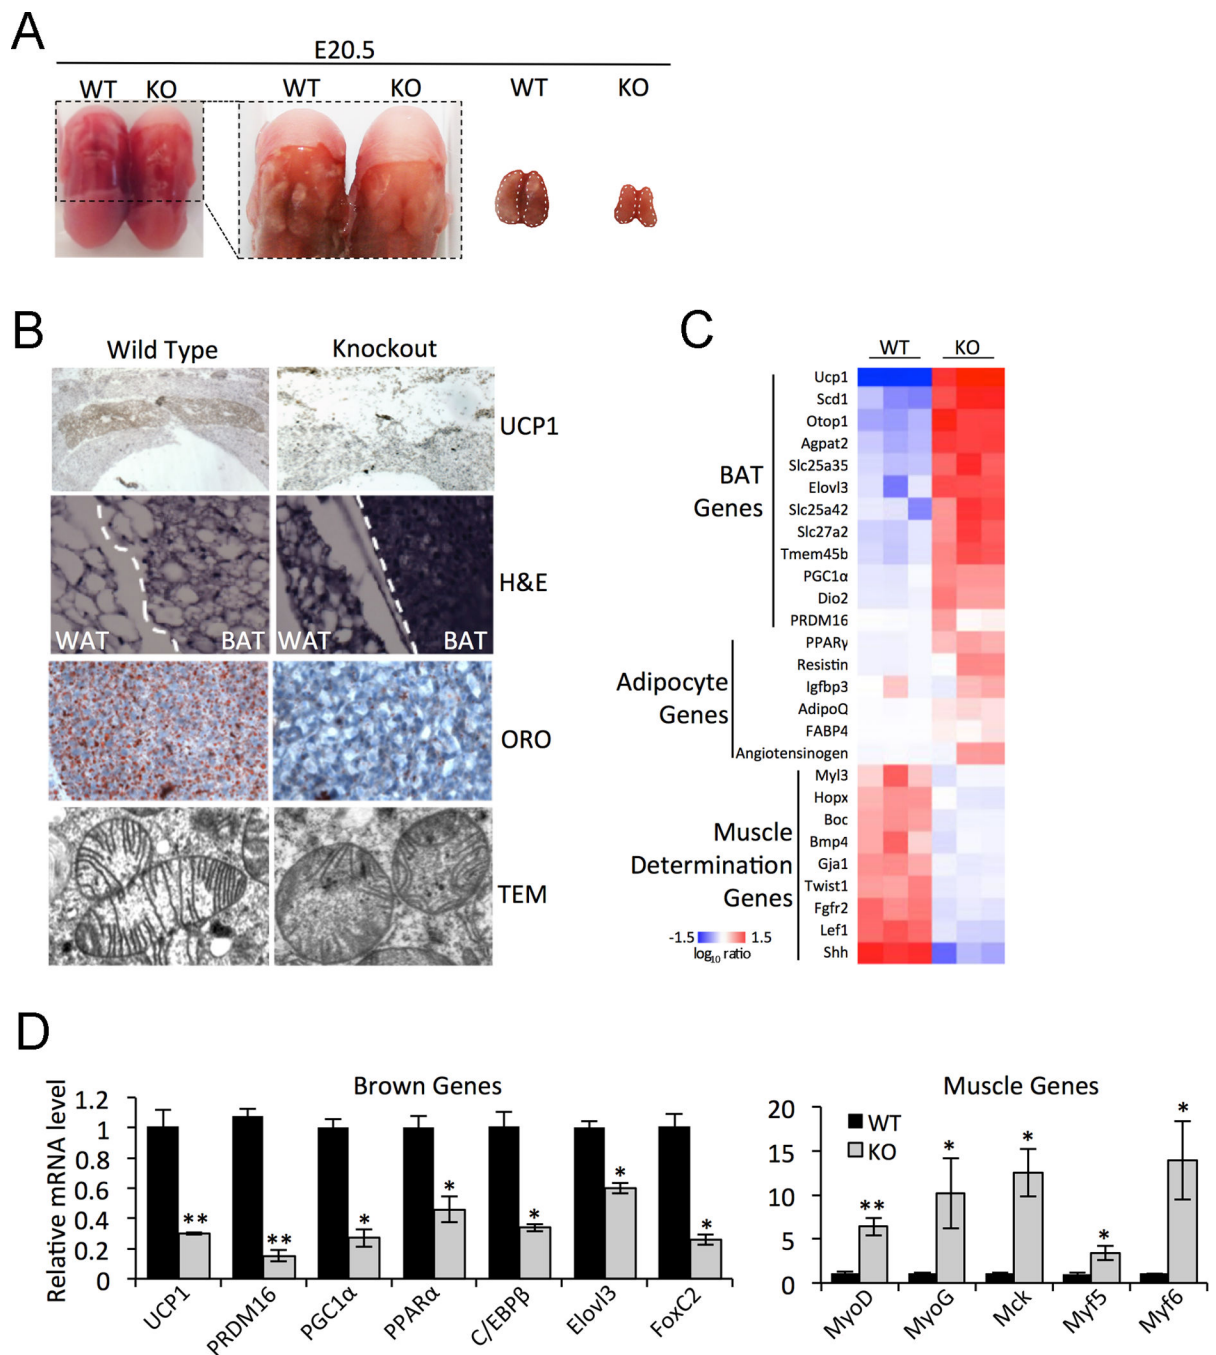 A
E20.5
WT KO WT KO WT KO
B
Wild Type Knockout
UCP1
H&E
WAT BAT WAT BAT
ORO
TEM
C
WT KO
BAT Genes
Ucp1
Scd1
Otop1
Agpat2
Slc25a35
Elovl3
Slc25a42
Slc27a2
Tmem45b
PGC1α
Dio2
PRDM16
Adipocyte Genes
PPARγ
Resistin
Igfbp3
AdipoQ
FABP4
Angiotensinogen
Muscle Determination Genes
Myl3
Hopx
Boc
Bmp4
Gja1
Twist1
Fgfr2
Lef1
Shh
-1.5 1.5
log10 ratio
D
Brown Genes
Relative mRNA level
1.2
1
0.8
0.6
0.4
0.2
0
** ** * * * * *
UCP1 PRDM16 PGC1α PPARα C/EBPβ Elovl3 FoxC2
Muscle Genes
WT
KO
20
15
10
5
0
** * * * *
MyoD MyoG Mck Myf5 Myf6